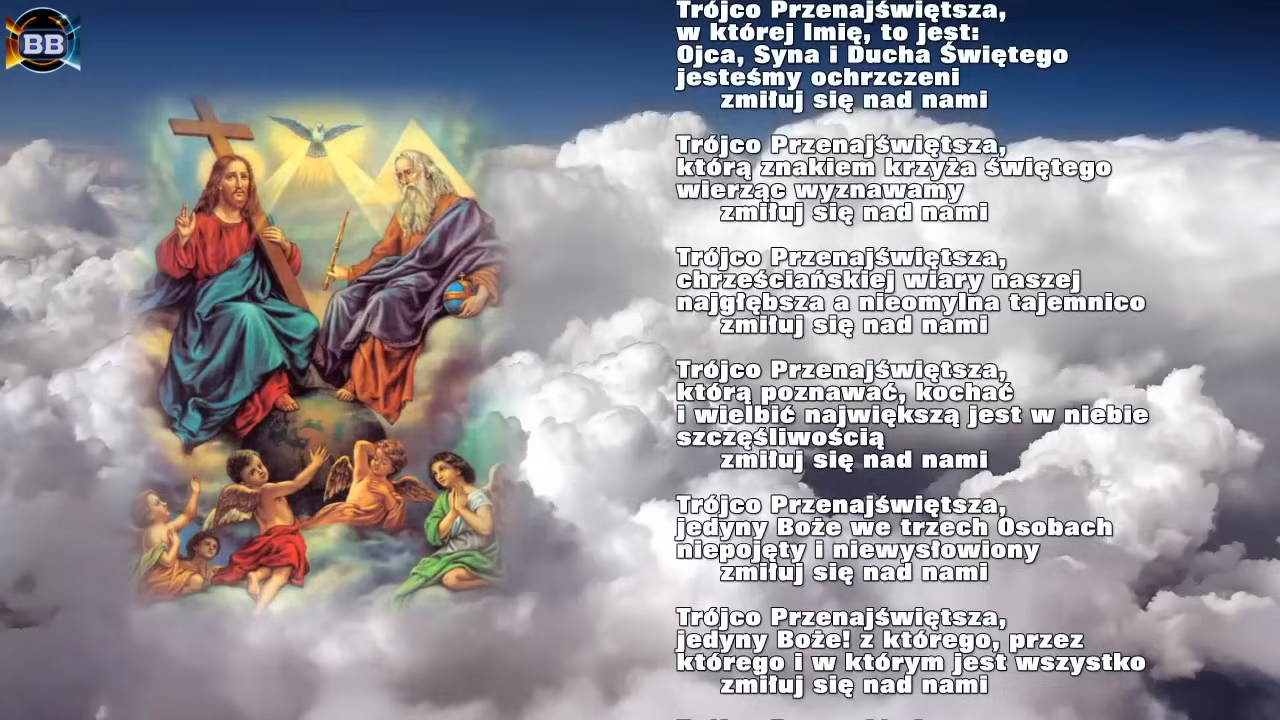 BB
Trójco Przenajświętsza,
w której Imię, to jest:
Ojca, Syna i Ducha Świętego
jesteśmy ochrzczeni
zmiłuj się nad nami
Trójco Przenajświętsza,
którą znakiem krzyża świętego
wierząc wyznawamy
zmiłuj się nad nami
Trójco Przenajświętsza,
chrześciańskiej wiary naszej
najgłębsza a nieomylna tajemnico
zmiłuj się nad nami
Trójco Przenajświętsza,
którą poznawać, kochać
i wielbić największą jest w niebie
szczęśliwością
zmiłuj się nad nami
Trójco Przenajświętsza,
jedyny Boże we trzech Osobach
niepojęty i niewysłowiony
zmiłuj się nad nami
Trójco Przenajświętsza,
jedyny Boże! z którego, przez
którego i w którym jest wszystko
zmiłuj się nad nami